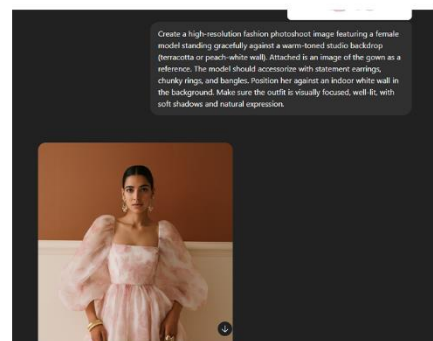 Create a high-resolution fashion photoshoot image featuring a female
model standing gracefully against a warm-toned studio backdrop
(terracotta or peach-white wall). Attached is an image of the gown as a
reference. The model should accessorize with statement earrings,
chunky rings, and bangles. Position her against an indoor white wall in
the background. Make sure the outfit is visually focused, well-lit, with
soft shadows and natural expression.